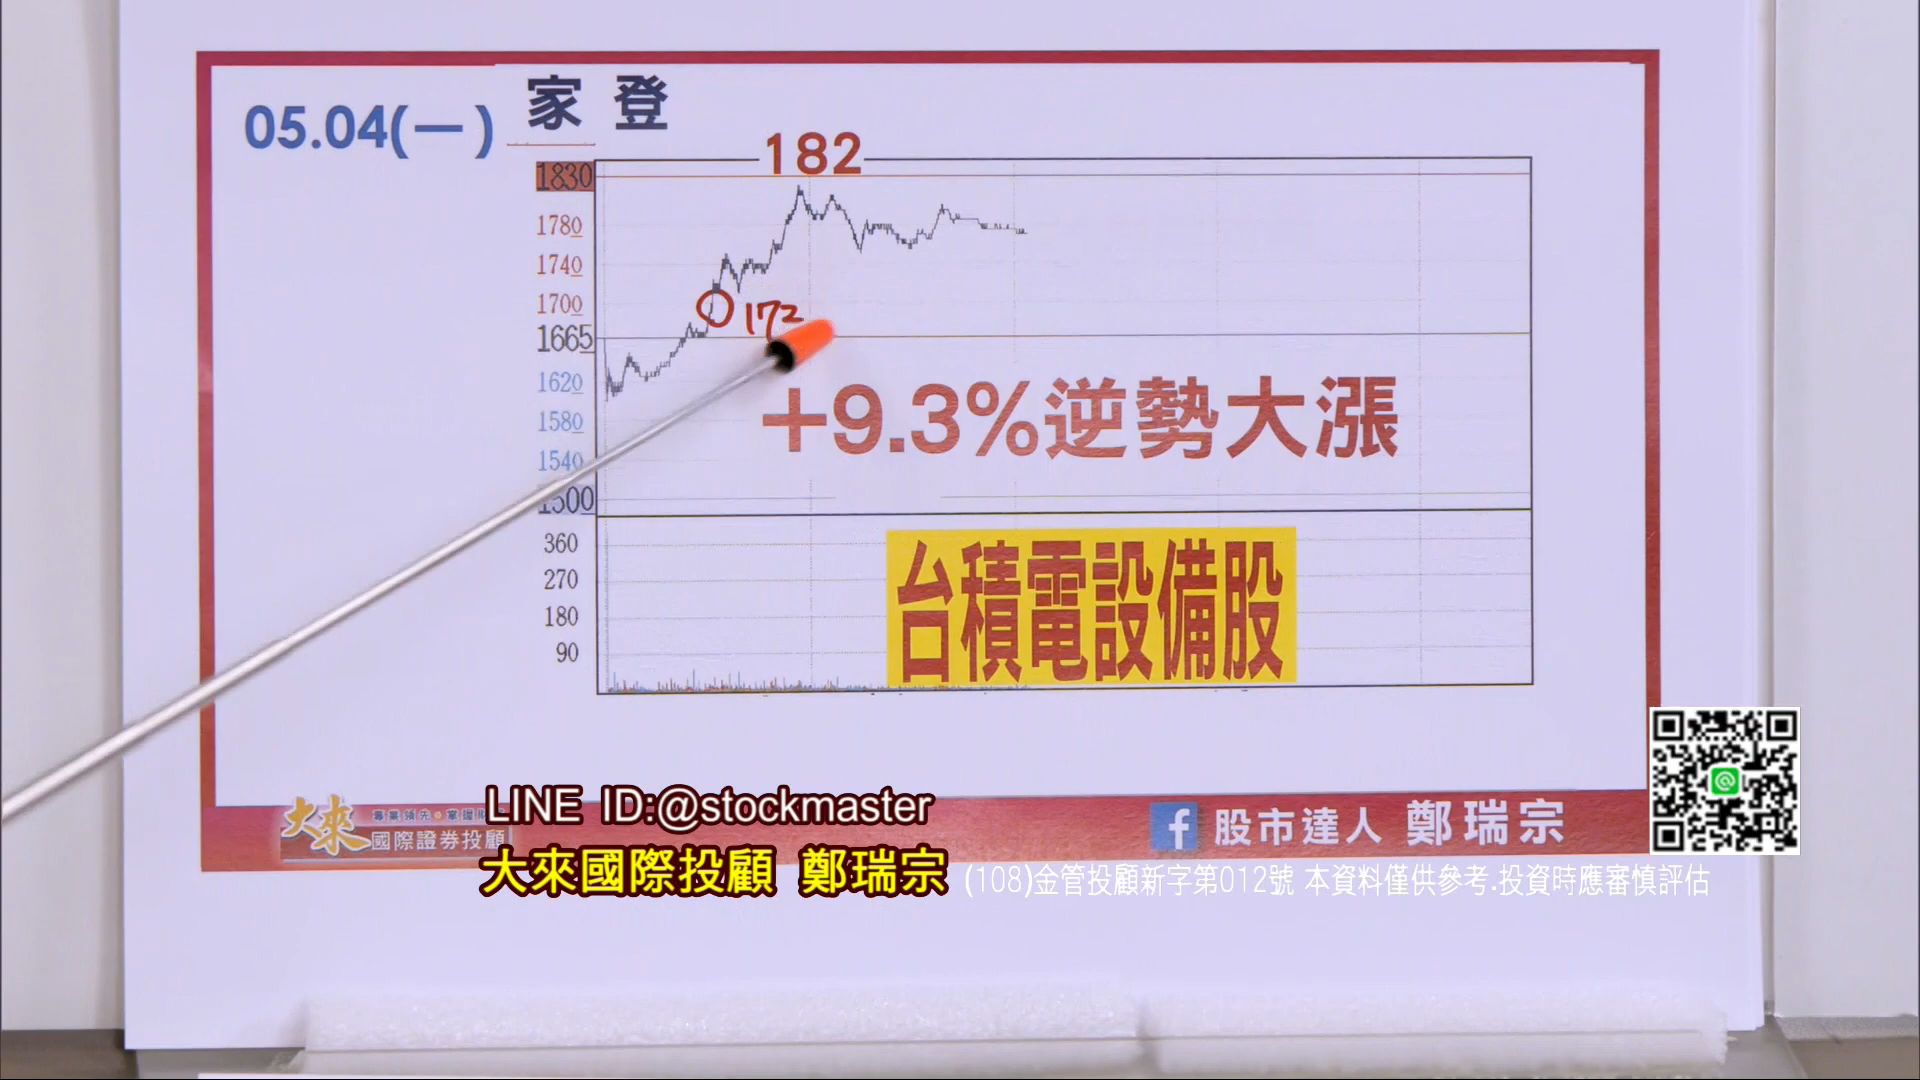 家登
05.04(一)
182
1830
1780
1740
1700
172
1665
1620
+9.3%逆勢大漲
1580
1540
1500
台積電設備股
360
270
180
90
LINE ID:@stockmaster
大來
國際證券投顧
股市達人 鄭瑞宗
大來國際投顧 鄭瑞宗
(108)金管投顧新字第012號 本資料僅供參考.投資時應審慎評估